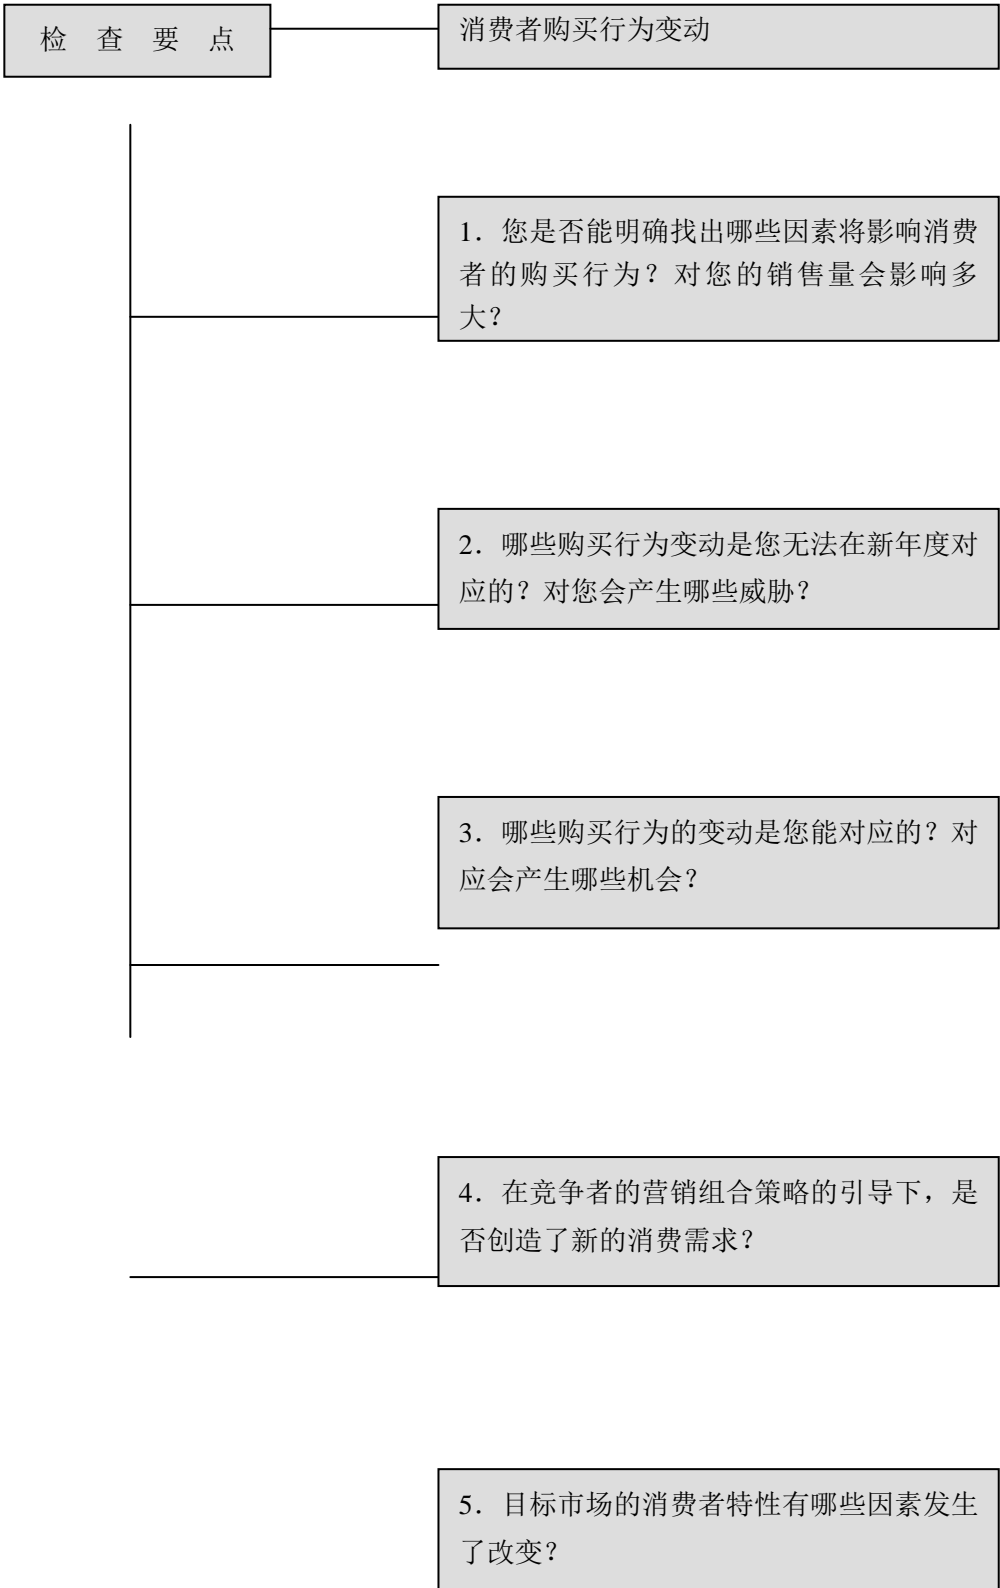 检 查 要 点
消费者购买行为变动
1．您是否能明确找出哪些因素将影响消费
者的购买行为？对您的销售量会影响多
大？
2．哪些购买行为变动是您无法在新年度对
应的？对您会产生哪些威胁？
3．哪些购买行为的变动是您能对应的？对
应会产生哪些机会？
4．在竞争者的营销组合策略的引导下，是
否创造了新的消费需求？
5．目标市场的消费者特性有哪些因素发生
了改变？